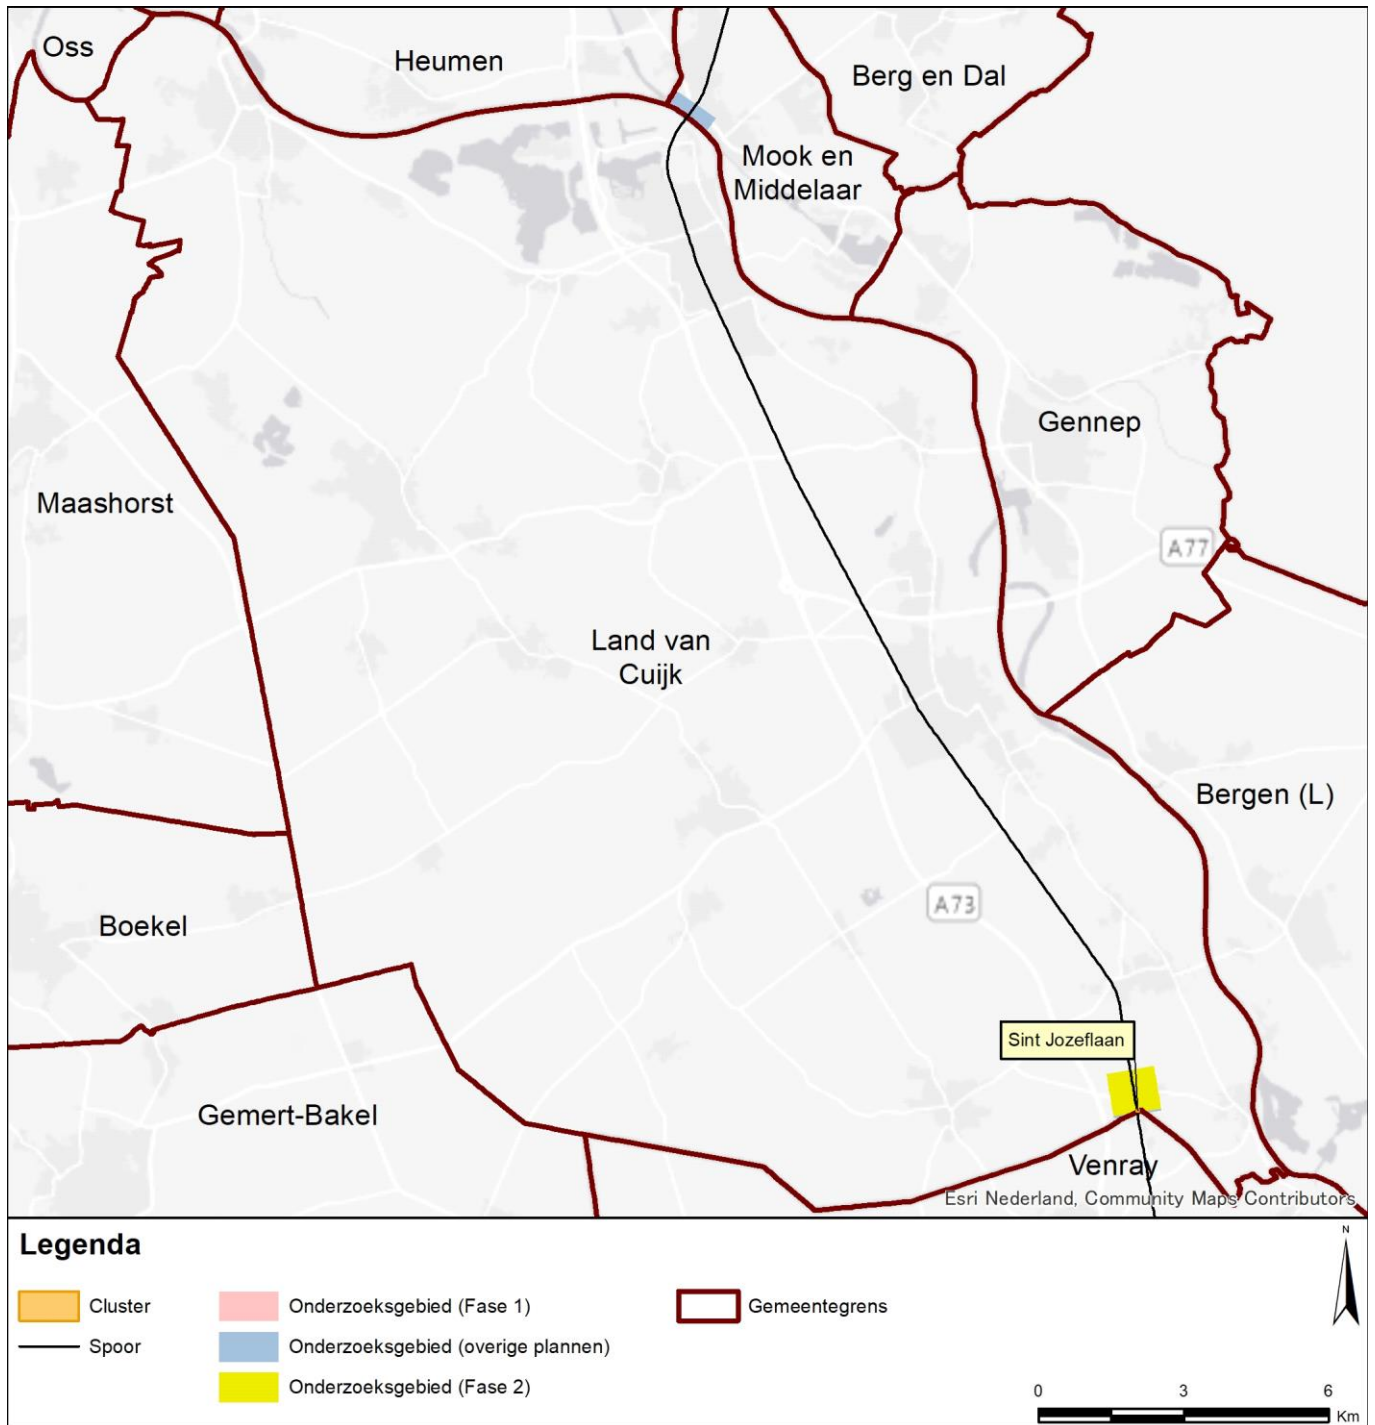 Oss
Heumen
Berg en Dal
Mook en
Middelaar
Gennep
Maashorst
A77
Land van
Cuijk
Bergen (L)
A73
Boekel
Sint Jozeflaan
Gemert-Bakel
Venray
Esri Nederland, Community Maps Contributors
Legenda
N
Cluster
Onderzoeksgebied (Fase 1)
Gemeentegrens
Spoor
Onderzoeksgebied (overige plannen)
Onderzoeksgebied (Fase 2)
0 3 6
Km